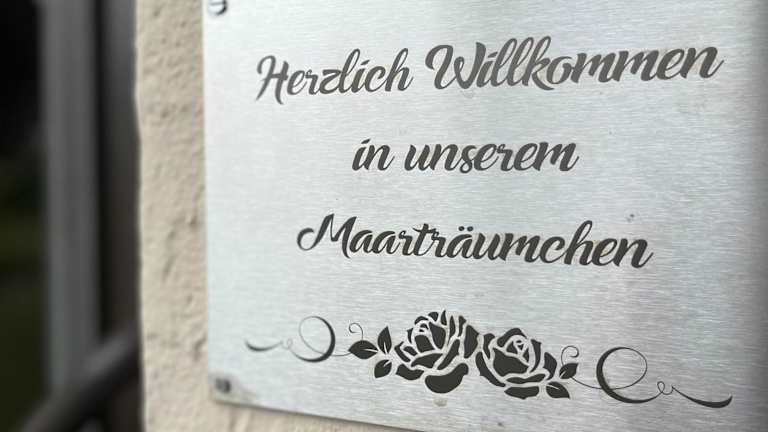 Herzlich Willkommen
in unserem
Maarträumchen